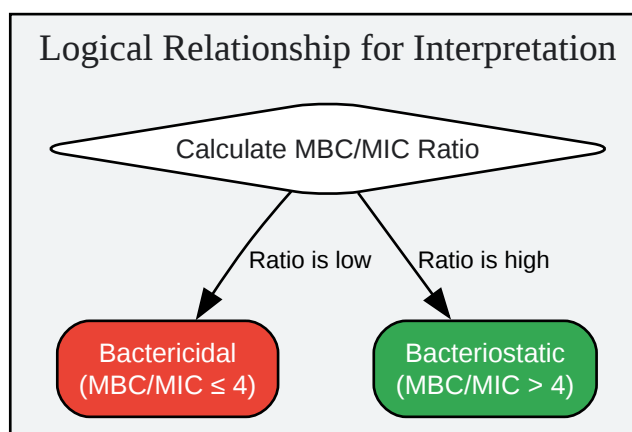 Logical Relationship for Interpretation
Calculate MBC/MIC Ratio
Ratio is low
Ratio is high
Bactericidal
(MBC/MIC ≤ 4)
Bacteriostatic
(MBC/MIC > 4)